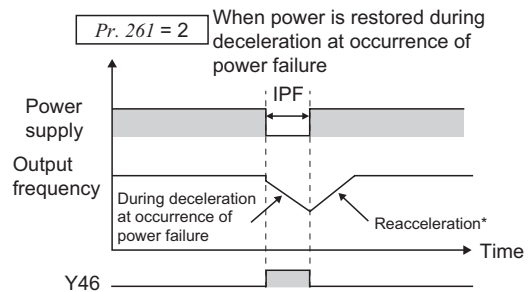 Pr. 261 = 2
When power is restored during
deceleration at occurrence of
power failure
IPF
Power
supply
Output
frequency
During deceleration
at occurrence of
power failure
Reacceleration*
Time
Y46